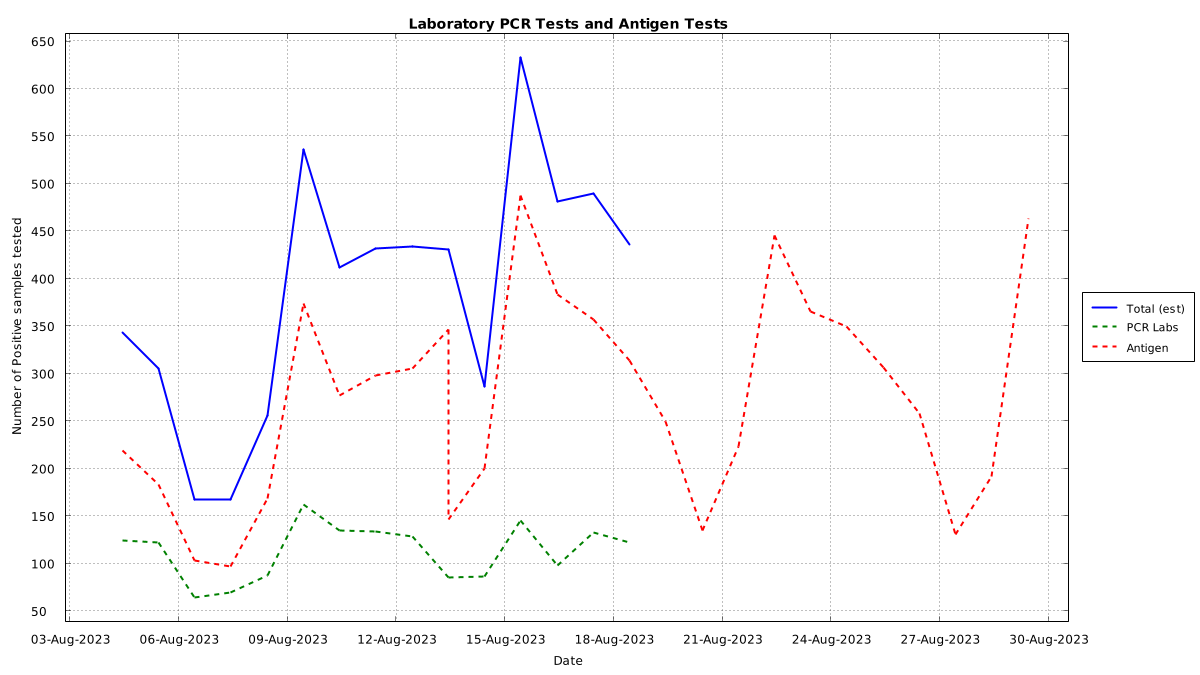 Laboratory PCR Tests and Antigen Tests
650
600
550
500
450
400
350
300
250
200
150
100
50
Number of Positive samples tested
03-Aug-2023 06-Aug-2023 09-Aug-2023 12-Aug-2023 15-Aug-2023 18-Aug-2023 21-Aug-2023 24-Aug-2023 27-Aug-2023 30-Aug-2023
Date
Total (est)
PCR Labs
Antigen